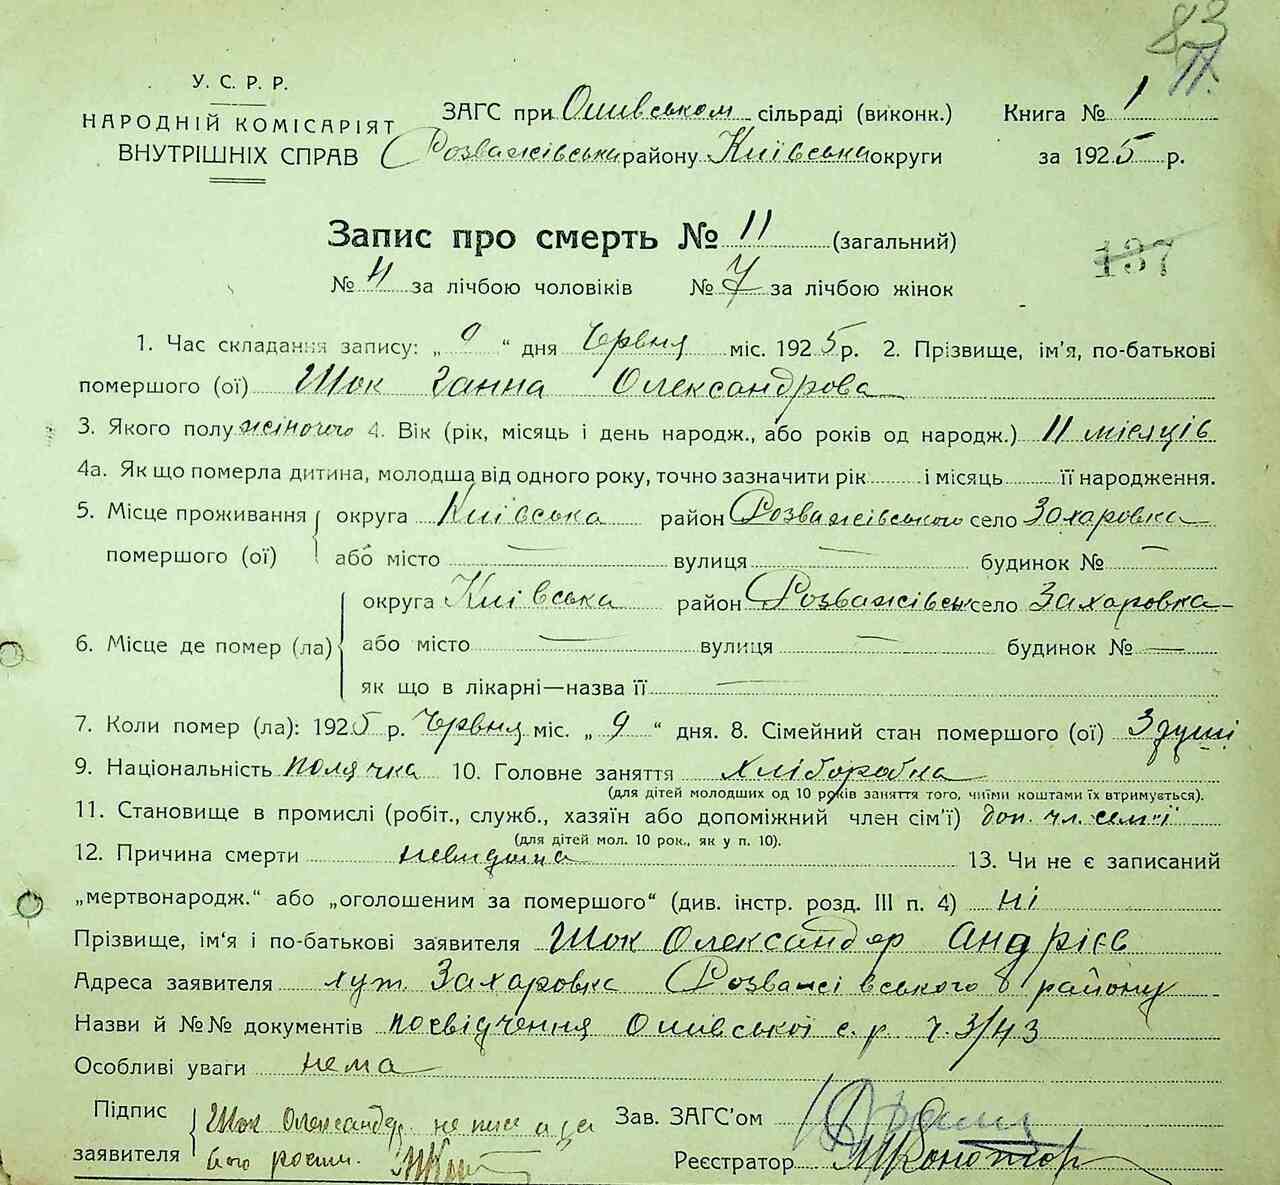 83
У. С. Р. Р.
НАРОДНІЙ КОМІСАРІЯТ
ВНУТРІШНІХ СПРАВ
ЗАГС при Ошивськом сільраді (виконк.) Книга № 1
Розважівськи району Київська округи за 1925 р.
Запис про смерть № 11 (загальний)
137
№ 4 за лічбою чоловіків № 7 за лічбою жінок
1. Час складання запису: „ 9 “ дня Червня міс. 1925 р. 2. Прізвище, ім’я, по-батькові
помершого (ої) Шок Ганна Олександрова
3. Якого полу жіночого 4. Вік (рік, місяць і день народж., або років од народж.) 11 місяців
4а. Як що померла дитина, молодша від одного року, точно зазначити рік і місяць її народження.
5. Місце проживання округа Київська район Розважівського село Захаровка
помершого (ої) або місто — вулиця — будинок № —
округа Київська район Розважівськ село Захаровка
6. Місце де помер (ла) або місто — вулиця — будинок № —
як що в лікарні—назва її —
7. Коли помер (ла): 1925 р. Червня міс. „ 9 “ дня. 8. Сімейний стан помершого (ої) 3 душі
9. Національність полячка 10. Головне заняття хліборобка
(для дітей молодших од 10 років заняття того, чиїми коштами їх втримується).
11. Становище в промислі (робіт., служб., хазяїн або допоміжний член сім’ї) доп. чл. семʼї
(для дітей мол. 10 рок., як у п. 10).
12. Причина смерти невидома 13. Чи не є записаний
„мертвонародж.“ або „оголошеним за помершого“ (див. інстр. розд. III п. 4) ні
Прізвище, ім‘я і по-батькові заявителя Шок Олександер Андрієв
Адреса заявителя хут. Захаровка Розважівського району
Назви й №№ документів посвідчення Ошивської с. р. ч. 3/43
Особливі уваги нема
Підпис Шок Олександер не пише а за
заявителя його росп.
Зав. ЗАГС’ом
Реєстратор